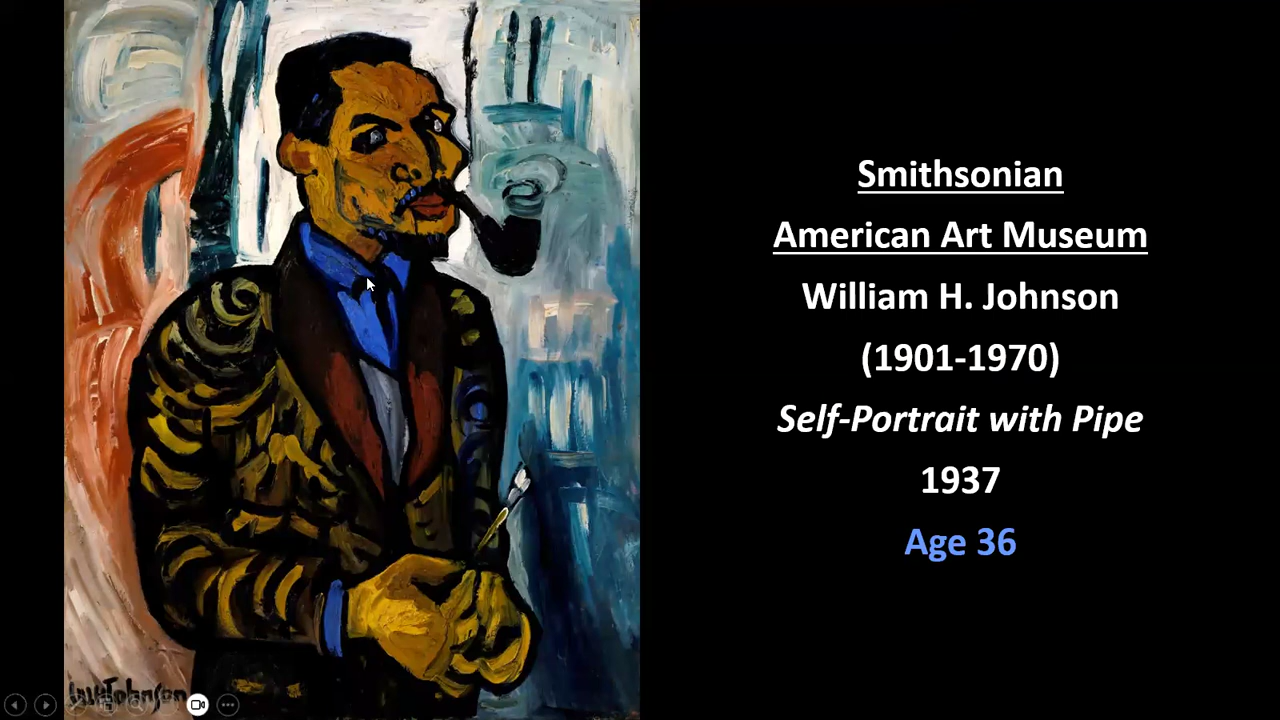 Smithsonian
American Art Museum
William H. Johnson
(1901-1970)
Self-Portrait with Pipe
1937
Age 36